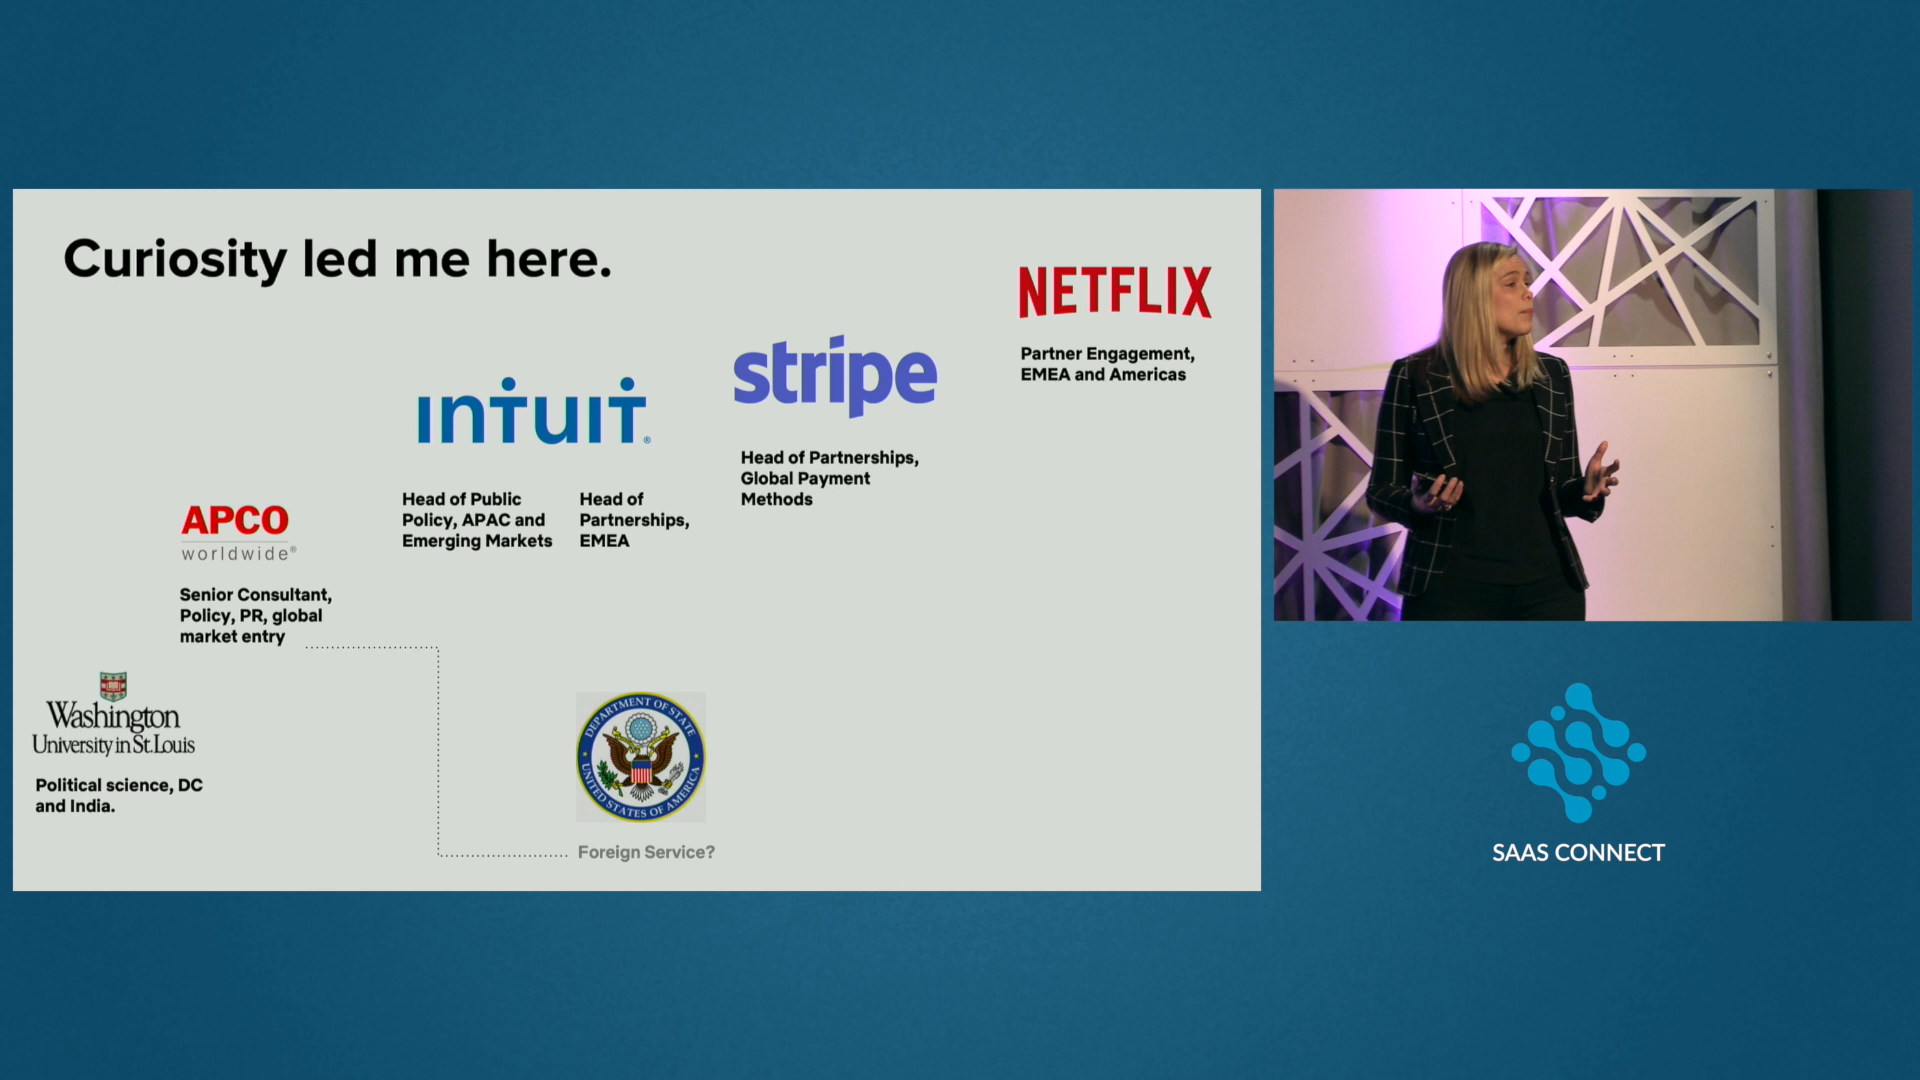 Curiosity led me here.
NETFLIX
Partner Engagement,
EMEA and Americas
stripe
Head of Partnerships,
Global Payment
Methods
INTUIT®
Head of Public
Policy, APAC and
Emerging Markets
Head of
Partnerships,
EMEA
APCO
worldwide®
Senior Consultant,
Policy, PR, global
market entry
Washington
University in St. Louis
Political science, DC
and India.
DEPARTMENT OF STATE
UNITED STATES OF AMERICA
Foreign Service?
SAAS CONNECT